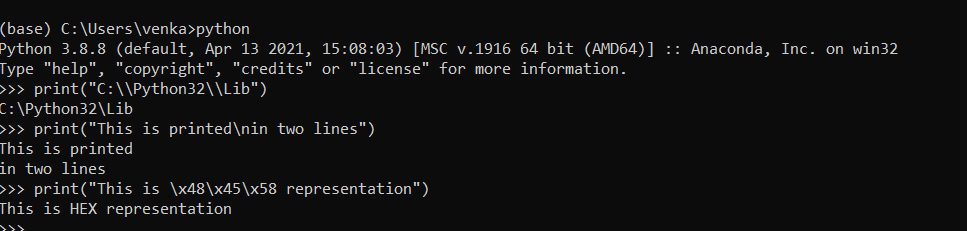 (base) C:\Users\venka>python
Python 3.8.8 (default, Apr 13 2021, 15:08:03) [MSC v.1916 64 bit (AMD64)] :: Anaconda, Inc. on win32
Type "help", "copyright", "credits" or "license" for more information.
>>> print("C:\\Python32\\Lib")
C:\Python32\Lib
>>> print("This is printed\nin two lines")
This is printed
in two lines
>>> print("This is \x48\x45\x58 representation")
This is HEX representation
>>>